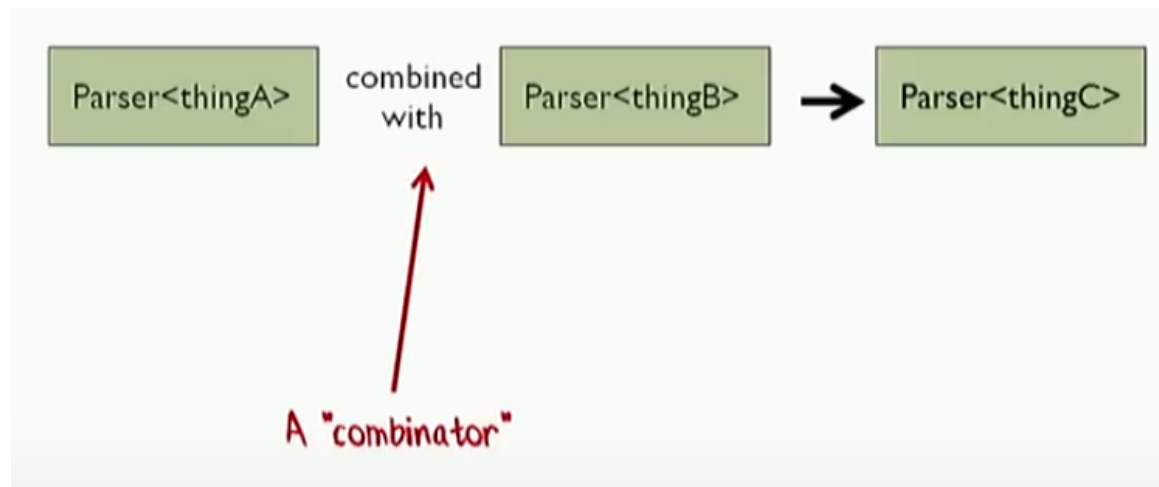 Parser<thingA>
combined
with
Parser<thingB>
Parser<thingC>
A "combinator"